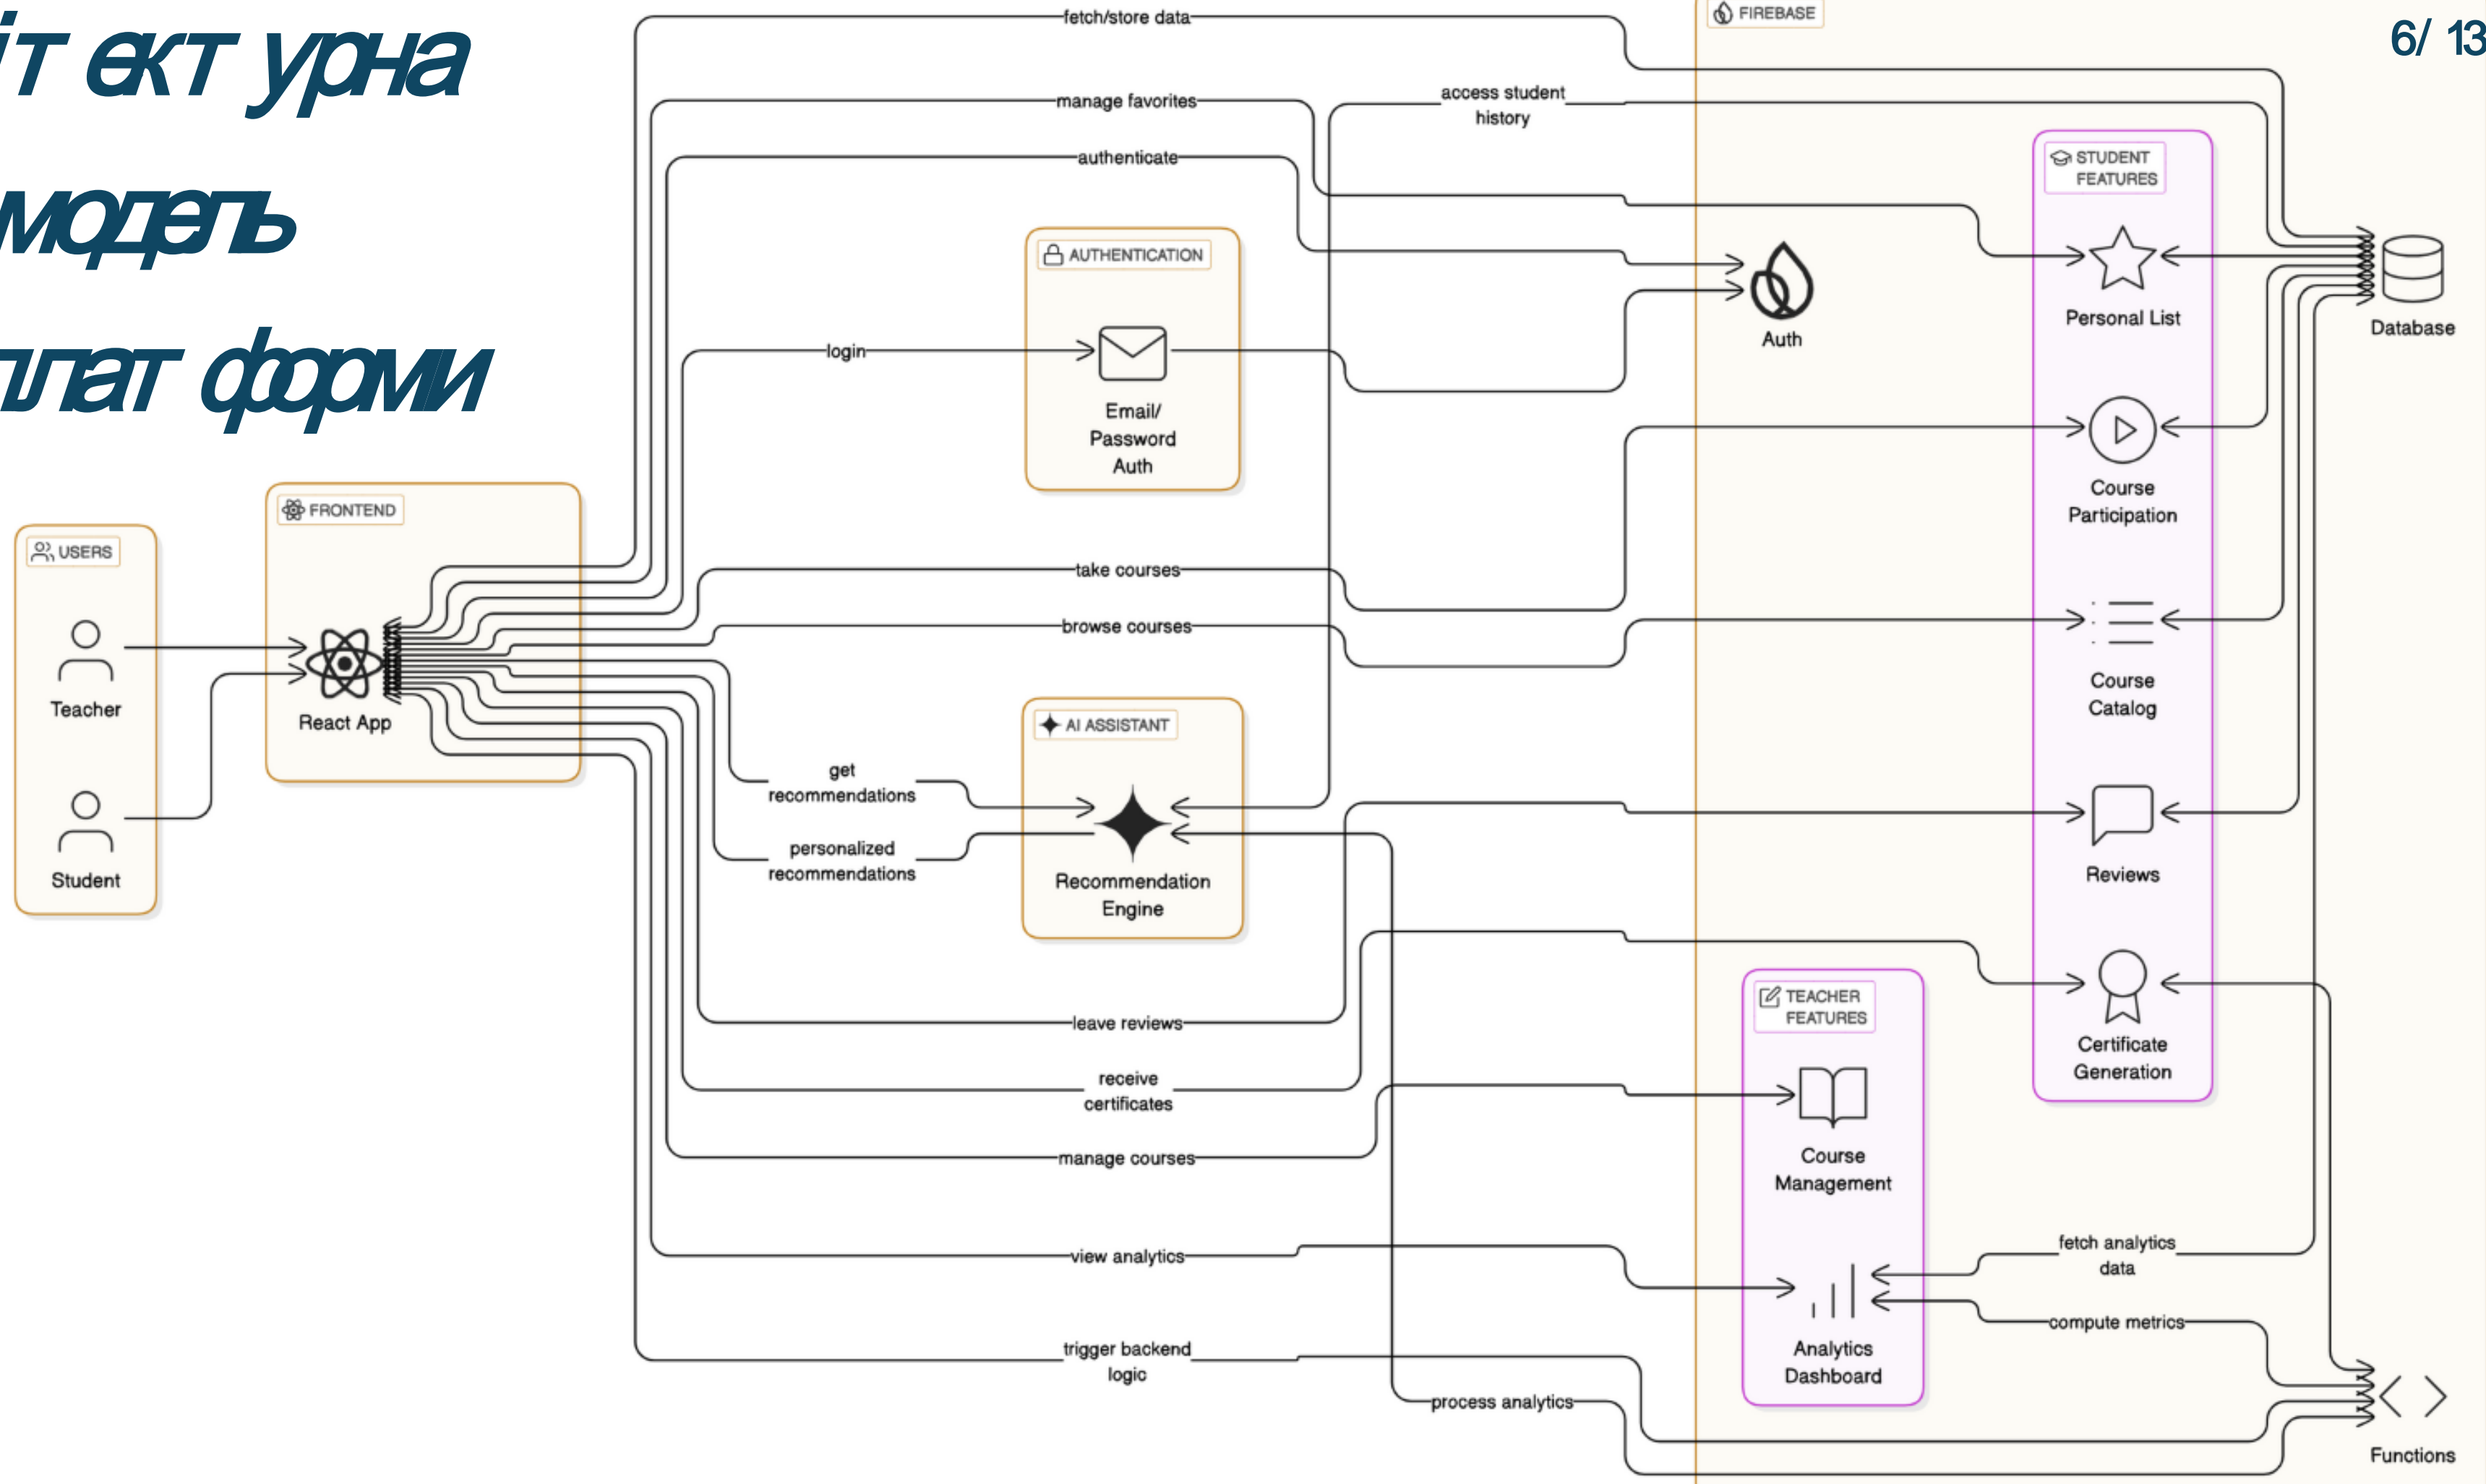 іт ект урна
модель
плат форми
6/ 13
fetch/store data
FIREBASE
manage favorites
access student
history
authenticate
STUDENT
FEATURES
AUTHENTICATION
Personal List
Database
Auth
login
Email/
Password
Auth
Course
Participation
FRONTEND
USERS
take courses
browse courses
Teacher
React App
Course
Catalog
AI ASSISTANT
get
recommendations
personalized
recommendations
Student
Recommendation
Engine
Reviews
TEACHER
FEATURES
leave reviews
Certificate
Generation
receive
certificates
manage courses
Course
Management
view analytics
fetch analytics
data
compute metrics
trigger backend
logic
Analytics
Dashboard
process analytics
Functions